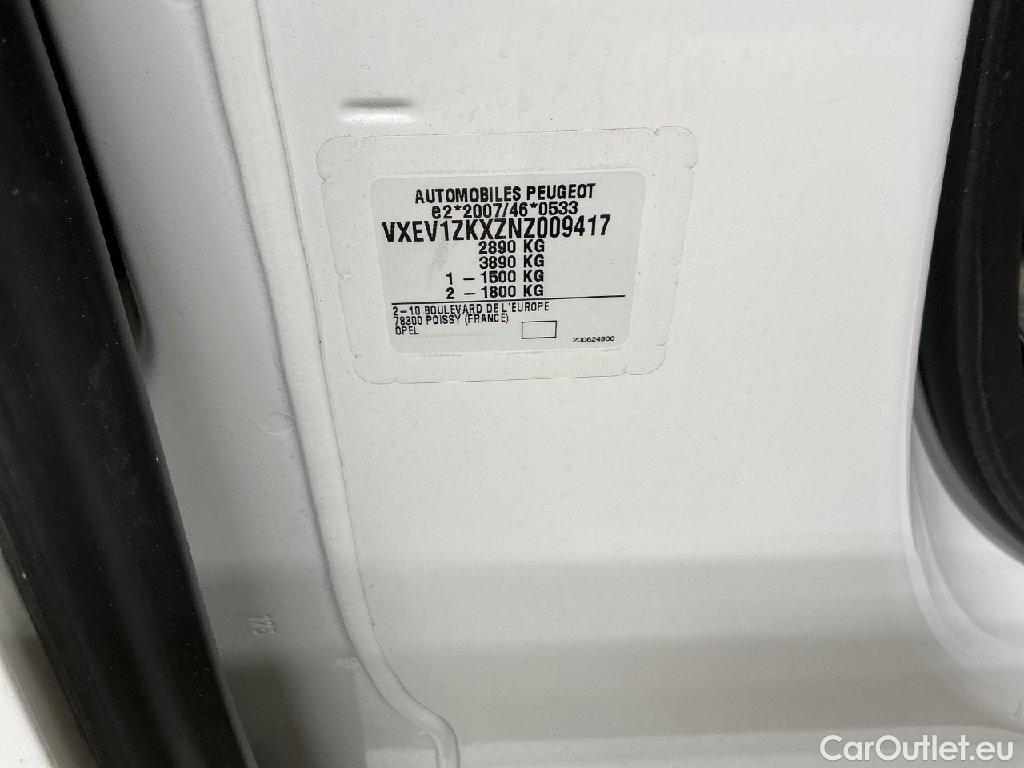 AUTOMOBILES PEUGEOT
e2*2007/46*0533
VXEV1ZKXZNZ009417
2890 KG
3890 KG
1 - 1500 KG
2 - 1800 KG
2-10 BOULEVARD DE L'EUROPE
78300 POISSY (FRANCE)
OPEL
175
CarOutlet.eu